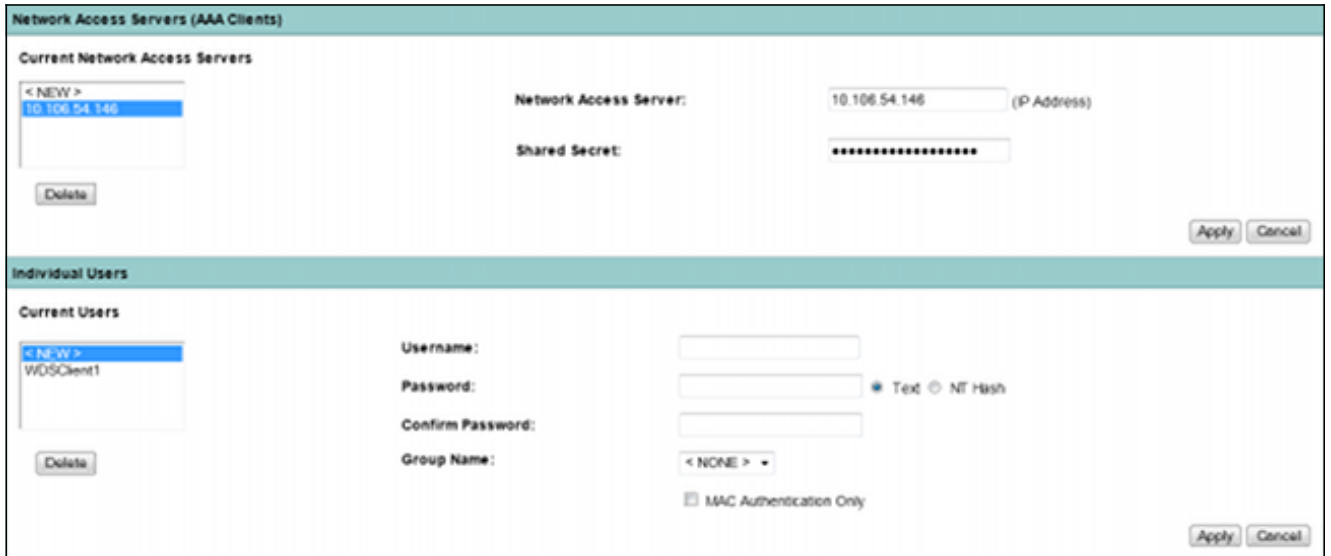 Network Access Servers (AAA Clients)
Current Network Access Servers
< NEW >
10.106.54.146
Network Access Server:
10.106.54.146
(IP Address)
Shared Secret:
••••••••••••••••••
Delete
Apply
Cancel
Individual Users
Current Users
< NEW >
WDSClient1
Username:
Password:
Text
NT Hash
Confirm Password:
Delete
Group Name:
< NONE >
MAC Authentication Only
Apply
Cancel